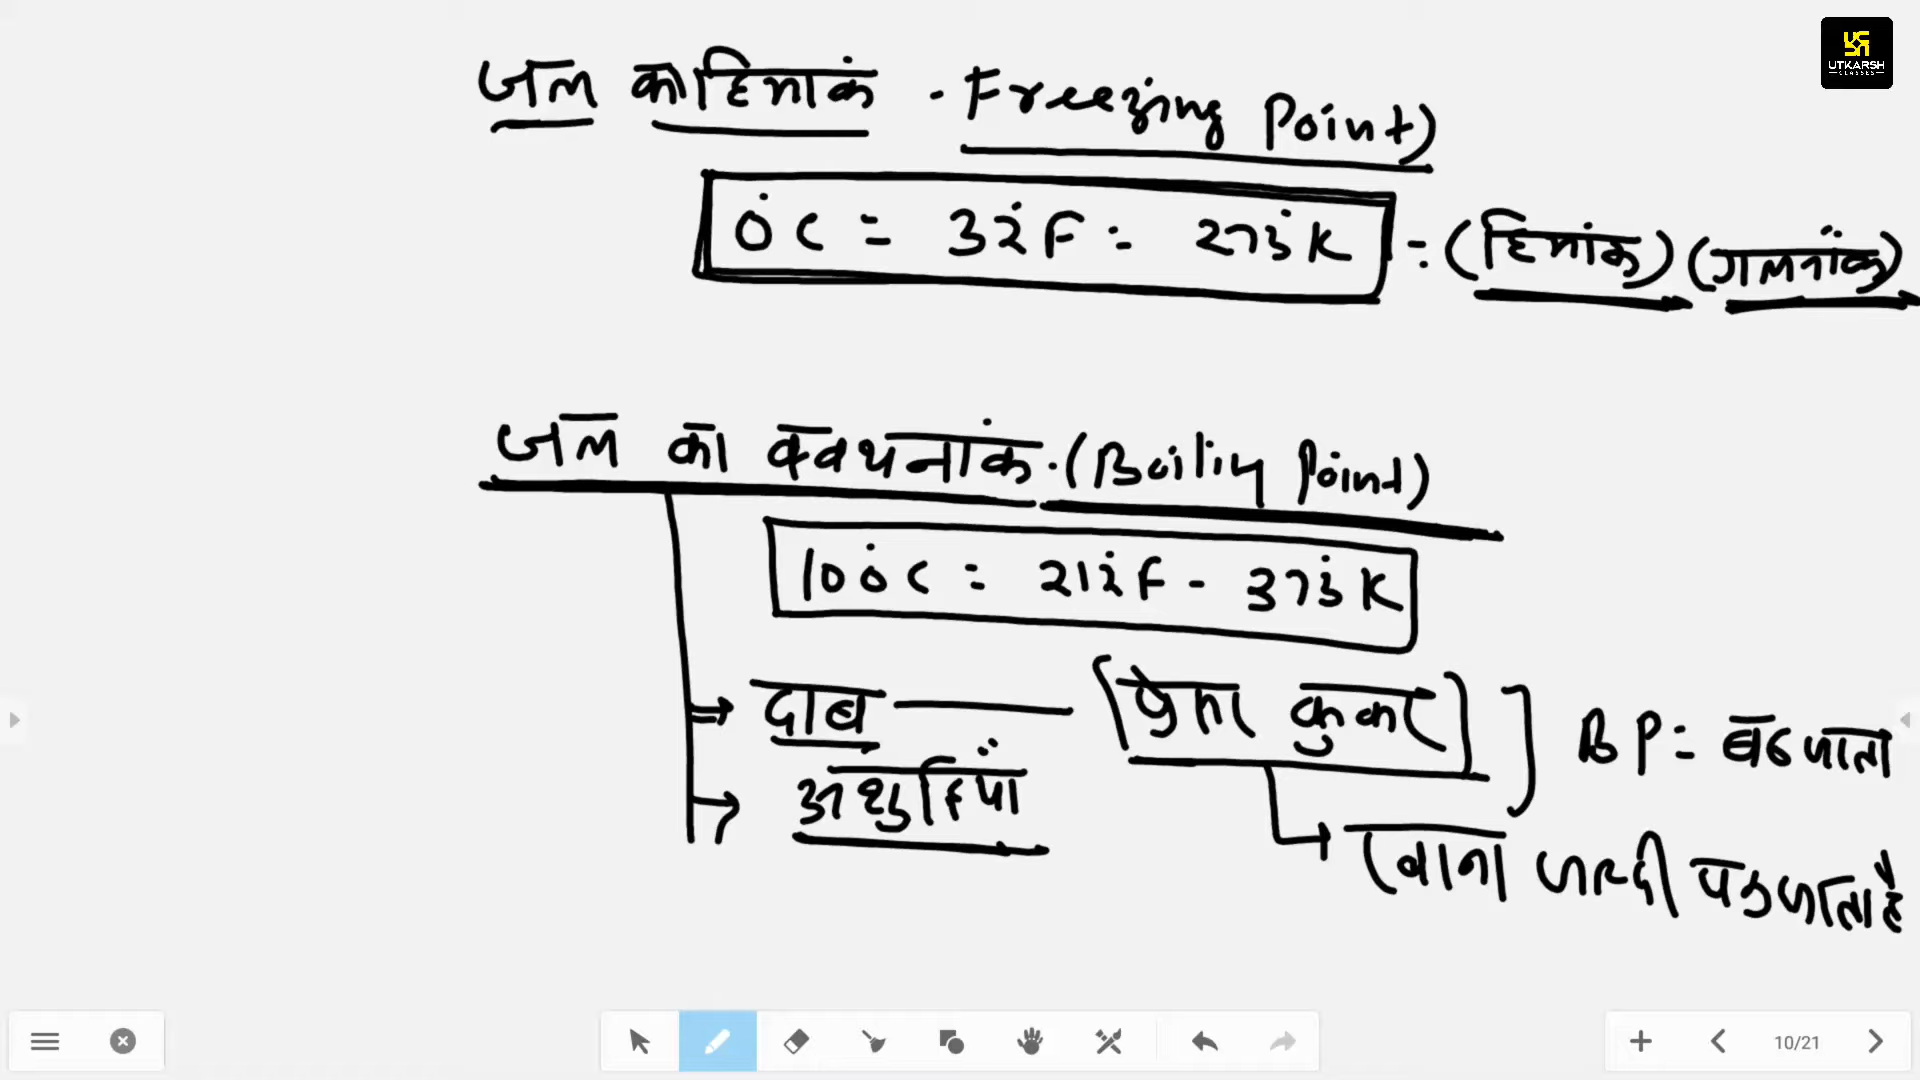 UTKARSH
CLASSES
जल का हिमांक . Freezing Point)
0°C = 32°F = 273°K = (हिमांक) (गलनांक)
जल का क्वथनांक . (Boiling Point)
100°C = 212°F - 373°K
→ दाब — [प्रेशर कुकर] ] BP = बढ जाता
→ अशुद्धियाँ
→ खाना जल्दी पक जाता है
10/21